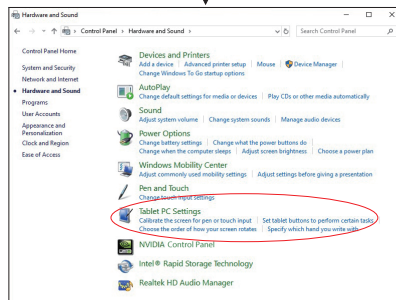 Hardware and Sound
Control Panel > Hardware and Sound >
Search Control Panel
Control Panel Home
System and Security
Network and Internet
Hardware and Sound
Programs
User Accounts
Appearance and
Personalization
Clock and Region
Ease of Access
Devices and Printers
Add a device | Advanced printer setup | Mouse | Device Manager |
Change Windows To Go startup options
AutoPlay
Change default settings for media or devices | Play CDs or other media automatically
Sound
Adjust system volume | Change system sounds | Manage audio devices
Power Options
Change battery settings | Change what the power buttons do |
Change when the computer sleeps | Adjust screen brightness | Choose a power plan
Windows Mobility Center
Adjust commonly used mobility settings | Adjust settings before giving a presentation
Pen and Touch
Change touch input settings
Tablet PC Settings
Calibrate the screen for pen or touch input | Set tablet buttons to perform certain tasks
Choose the order of how your screen rotates | Specify which hand you write with
NVIDIA Control Panel
Intel® Rapid Storage Technology
Realtek HD Audio Manager